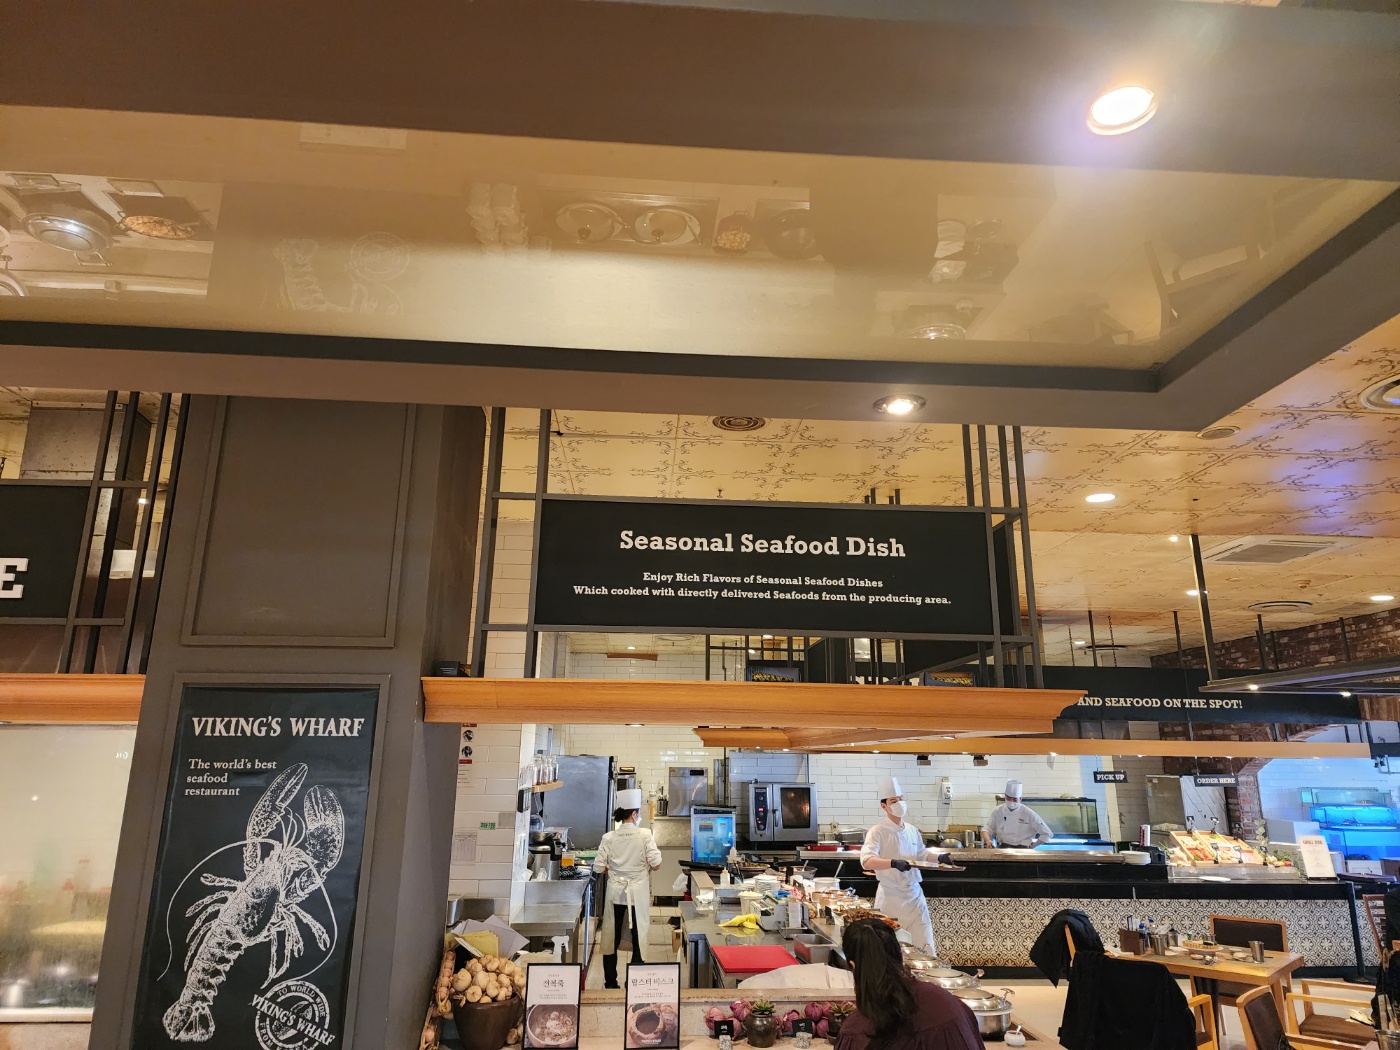 E
Seasonal Seafood Dish
Enjoy Rich Flavors of Seasonal Seafood Dishes
Which cooked with directly delivered Seafoods from the producing area.
AND SEAFOOD ON THE SPOT!
PICK UP
ORDER HERE
VIKING'S WHARF
The world's best
seafood
restaurant
VIKING'S WHARF
전복죽
랍스터 비스크